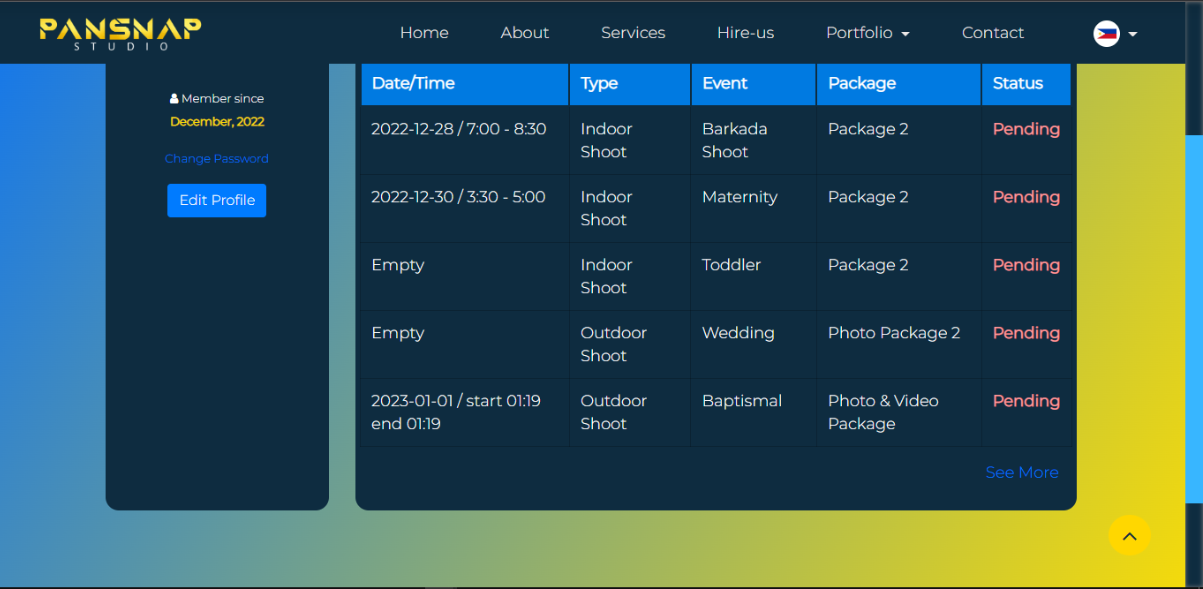 PANSNAP
STUDIO
Home About Services Hire-us Portfolio Contact
Member since
December, 2022
Change Password
Edit Profile
Date/Time Type Event Package Status
2022-12-28 / 7:00 - 8:30 Indoor Barkada Package 2 Pending
Shoot Shoot
2022-12-30 / 3:30 - 5:00 Indoor Maternity Package 2 Pending
Shoot
Empty Indoor Toddler Package 2 Pending
Shoot
Empty Outdoor Wedding Photo Package 2 Pending
Shoot
2023-01-01 / start 01:19 Outdoor Baptismal Photo & Video Pending
end 01:19 Shoot Package
See More